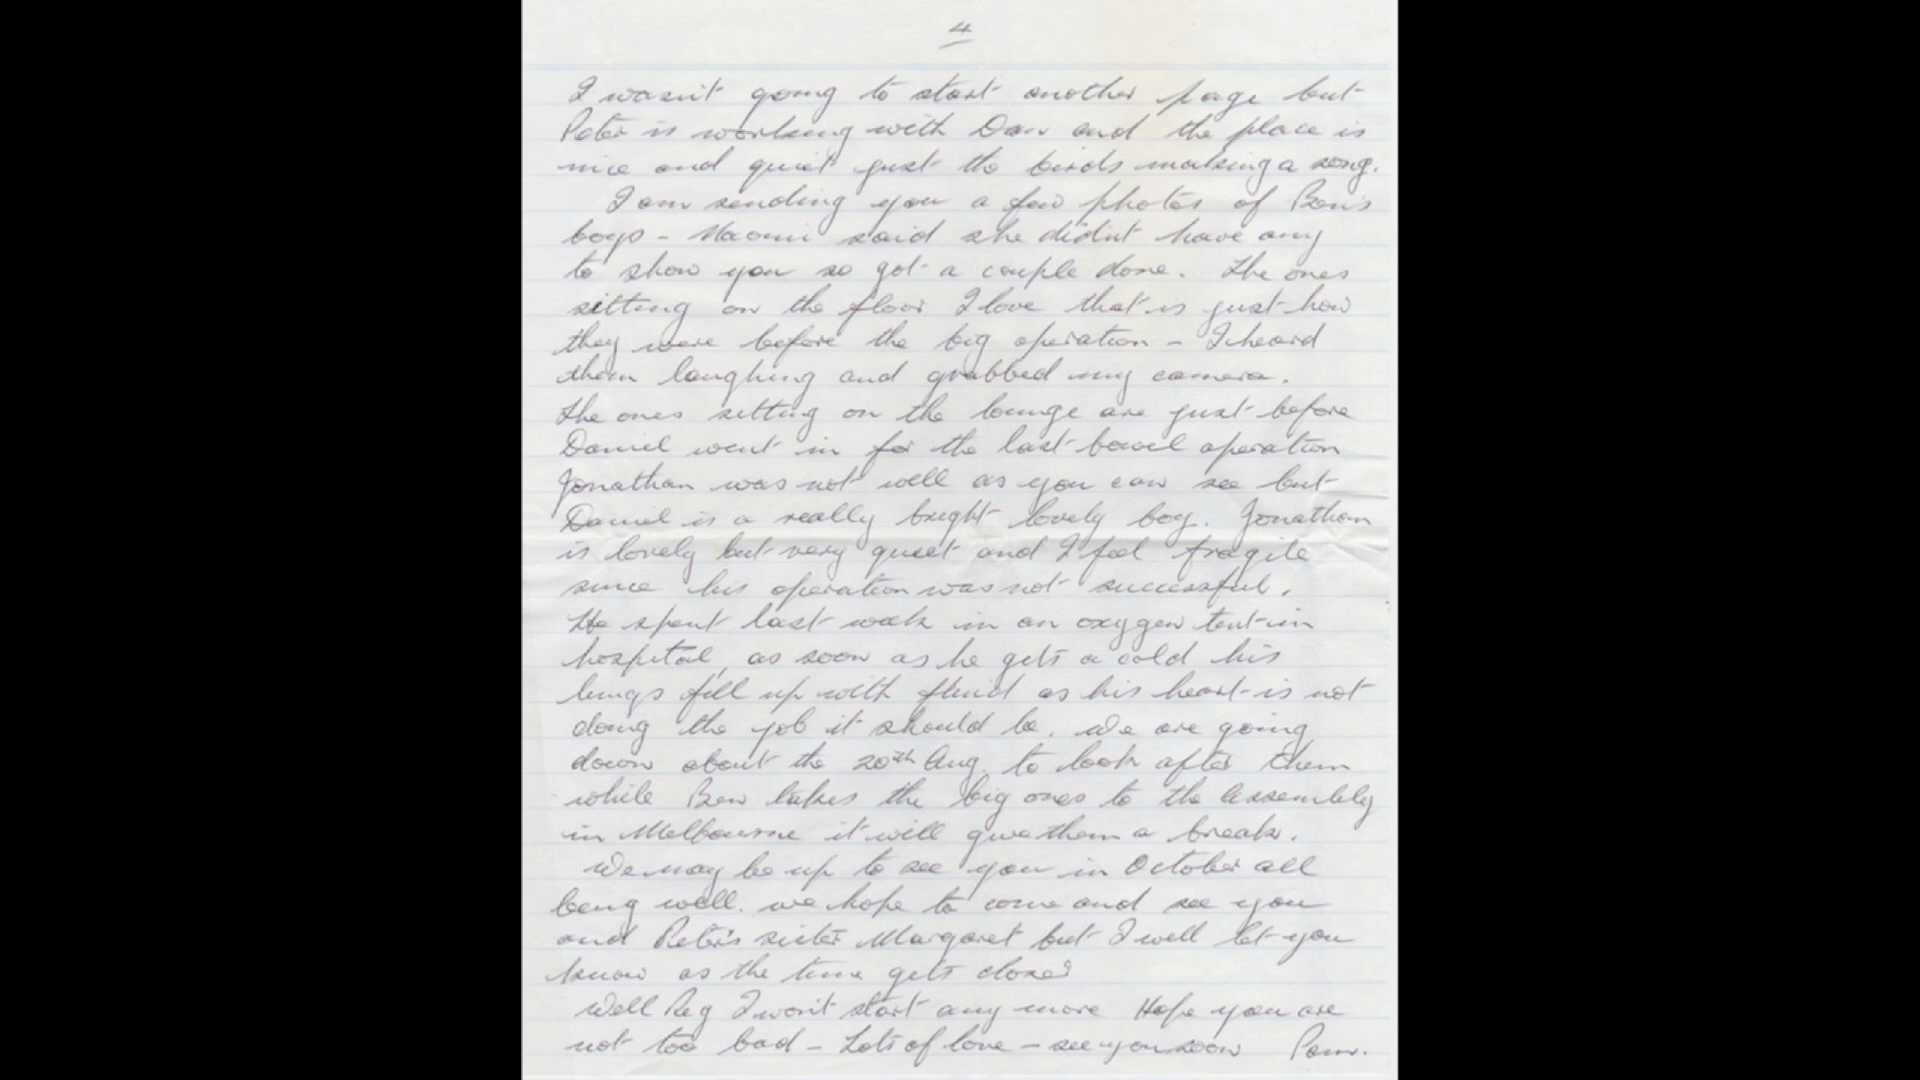 4
I wasn't going to start another page but
Peter is working with Dan and the place is
nice and quiet just the birds making a song.
I am sending you a few photos of Ben's
boys - Naomi said she didn't have any
to show you so got a couple done. The ones
sitting on the floor I love that is just how
they were before the big operation - I heard
them laughing and grabbed my camera.
The ones sitting on the lounge are just before
Daniel went in for the last bowel operation
Jonathan was not well as you can see but
Daniel is a really bright lovely boy. Jonathan
is lovely but very quiet and I feel fragile
since his operation was not successful.
He spent last week in an oxygen tent in
hospital, as soon as he gets a cold his
lungs fill up with fluid as his heart is not
doing the job it should be. We are going
down about the 20th Aug. to look after them
while Ben takes the big ones to the Assembly
in Melbourne it will give them a break.
We may be up to see you in October all
being well. we hope to come and see you
and Peter's sister Margaret but I will let you
know as the time gets closer
Well Reg I won't start any more Hope you are
not too bad - Lots of love - see you soon Pam.